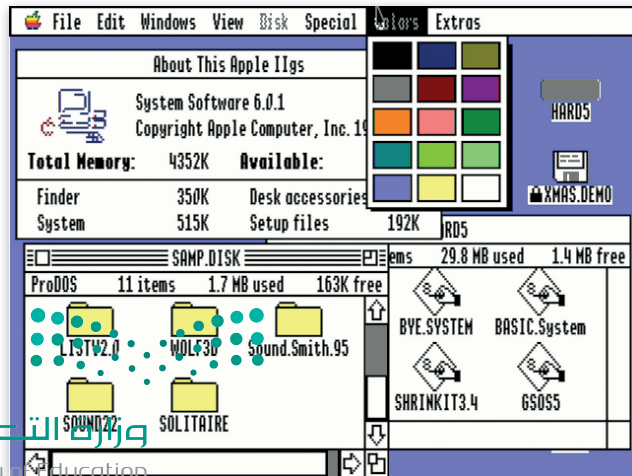 File Edit Windows View Disk Special Colors Extras
About This Apple IIgs
System Software 6.0.1
Copyright Apple Computer, Inc. 19
Total Memory: 4352K Available:
Finder 350K Desk accessories
System 515K Setup files 192K
HARD5
XMAS.DEMO
RD5
ems 29.8 MB used 1.4 MB free
BYE.SYSTEM BASIC.System
SHRINKIT3.4 GSOS5
SAMP.DISK
ProDOS 11 items 1.7 MB used 163K free
LISTV2.0 WOLF3D Sound.Smith.95
SOUND22 SOLITAIRE
وزارة التـ
Education